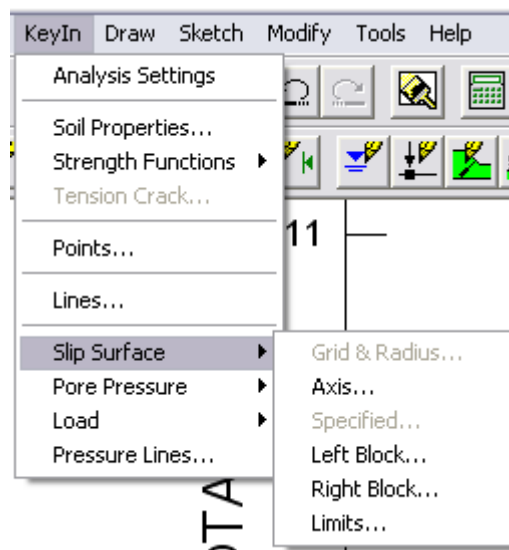 KeyIn Draw Sketch Modify Tools Help
Analysis Settings
Soil Properties...
Strength Functions
Tension Crack...
Points...
Lines...
Slip Surface
Pore Pressure
Load
Pressure Lines...
Grid & Radius...
Axis...
Specified...
Left Block...
Right Block...
Limits...
11
OTA